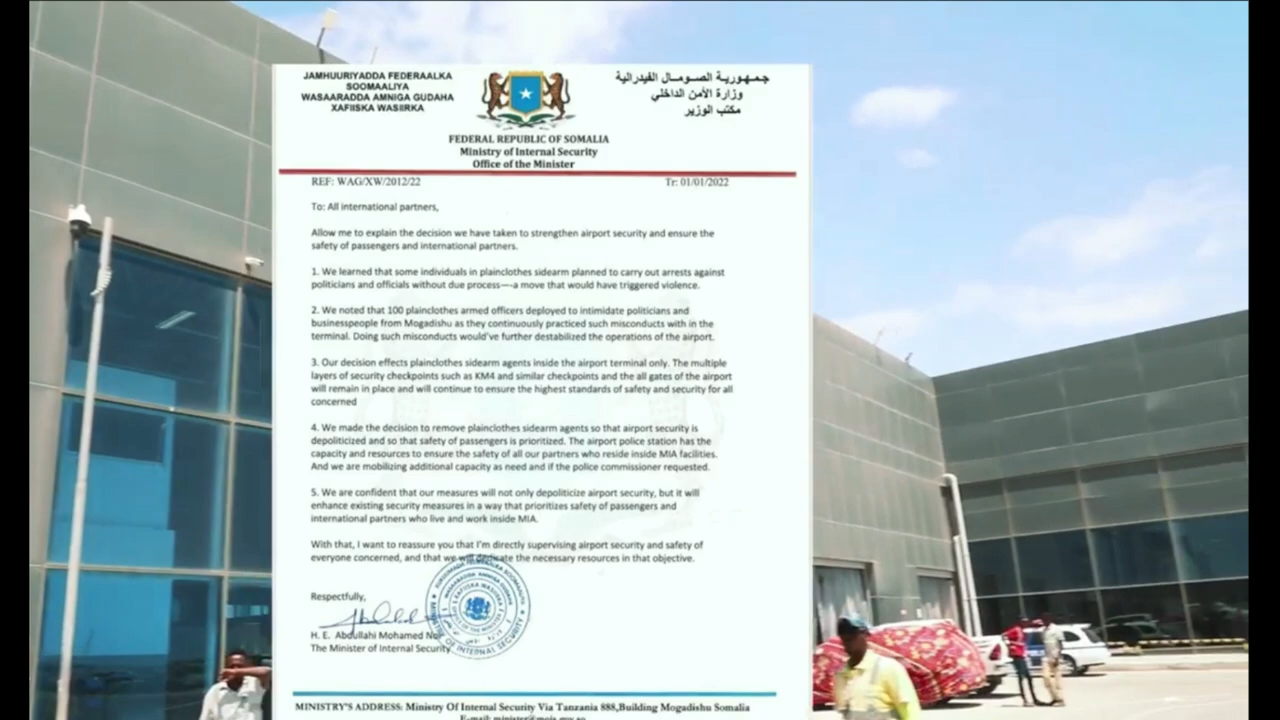 JAMHUURIYADDA FEDERAALKA
SOOMAALIYA
WASAARADDA AMNIGA GUDAHA
XAFIISKA WASIIRKA
جمهورية الصومال الفيدرالية
وزارة الأمن الداخلي
مكتب الوزير
FEDERAL REPUBLIC OF SOMALIA
Ministry of Internal Security
Office of the Minister
REF: WAG/XW/2012/22
Tr: 01/01/2022
To: All international partners,
Allow me to explain the decision we have taken to strengthen airport security and ensure the
safety of passengers and international partners.
1. We learned that some individuals in plainclothes sidearm planned to carry out arrests against
politicians and officials without due process—-a move that would have triggered violence.
2. We noted that 100 plainclothes armed officers deployed to intimidate politicians and
businesspeople from Mogadishu as they continuously practiced such misconducts with in the
terminal. Doing such misconducts would've further destabilized the operations of the airport.
3. Our decision effects plainclothes sidearm agents inside the airport terminal only. The multiple
layers of security checkpoints such as KM4 and similar checkpoints and the all gates of the airport
will remain in place and will continue to ensure the highest standards of safety and security for all
concerned
4. We made the decision to remove plainclothes sidearm agents so that airport security is
depoliticized and so that safety of passengers is prioritized. The airport police station has the
capacity and resources to ensure the safety of all our partners who reside inside MIA facilities.
And we are mobilizing additional capacity as need and if the police commissioner requested.
5. We are confident that our measures will not only depoliticize airport security, but it will
enhance existing security measures in a way that prioritizes safety of passengers and
international partners who live and work inside MIA.
With that, I want to reassure you that I'm directly supervising airport security and safety of
everyone concerned, and that we will dedicate the necessary resources in that objective.
Respectfully,
H. E. Abdullahi Mohamed Nor
The Minister of Internal Security
MINISTRY'S ADDRESS: Ministry Of Internal Security Via Tanzania 888,Building Mogadishu Somalia